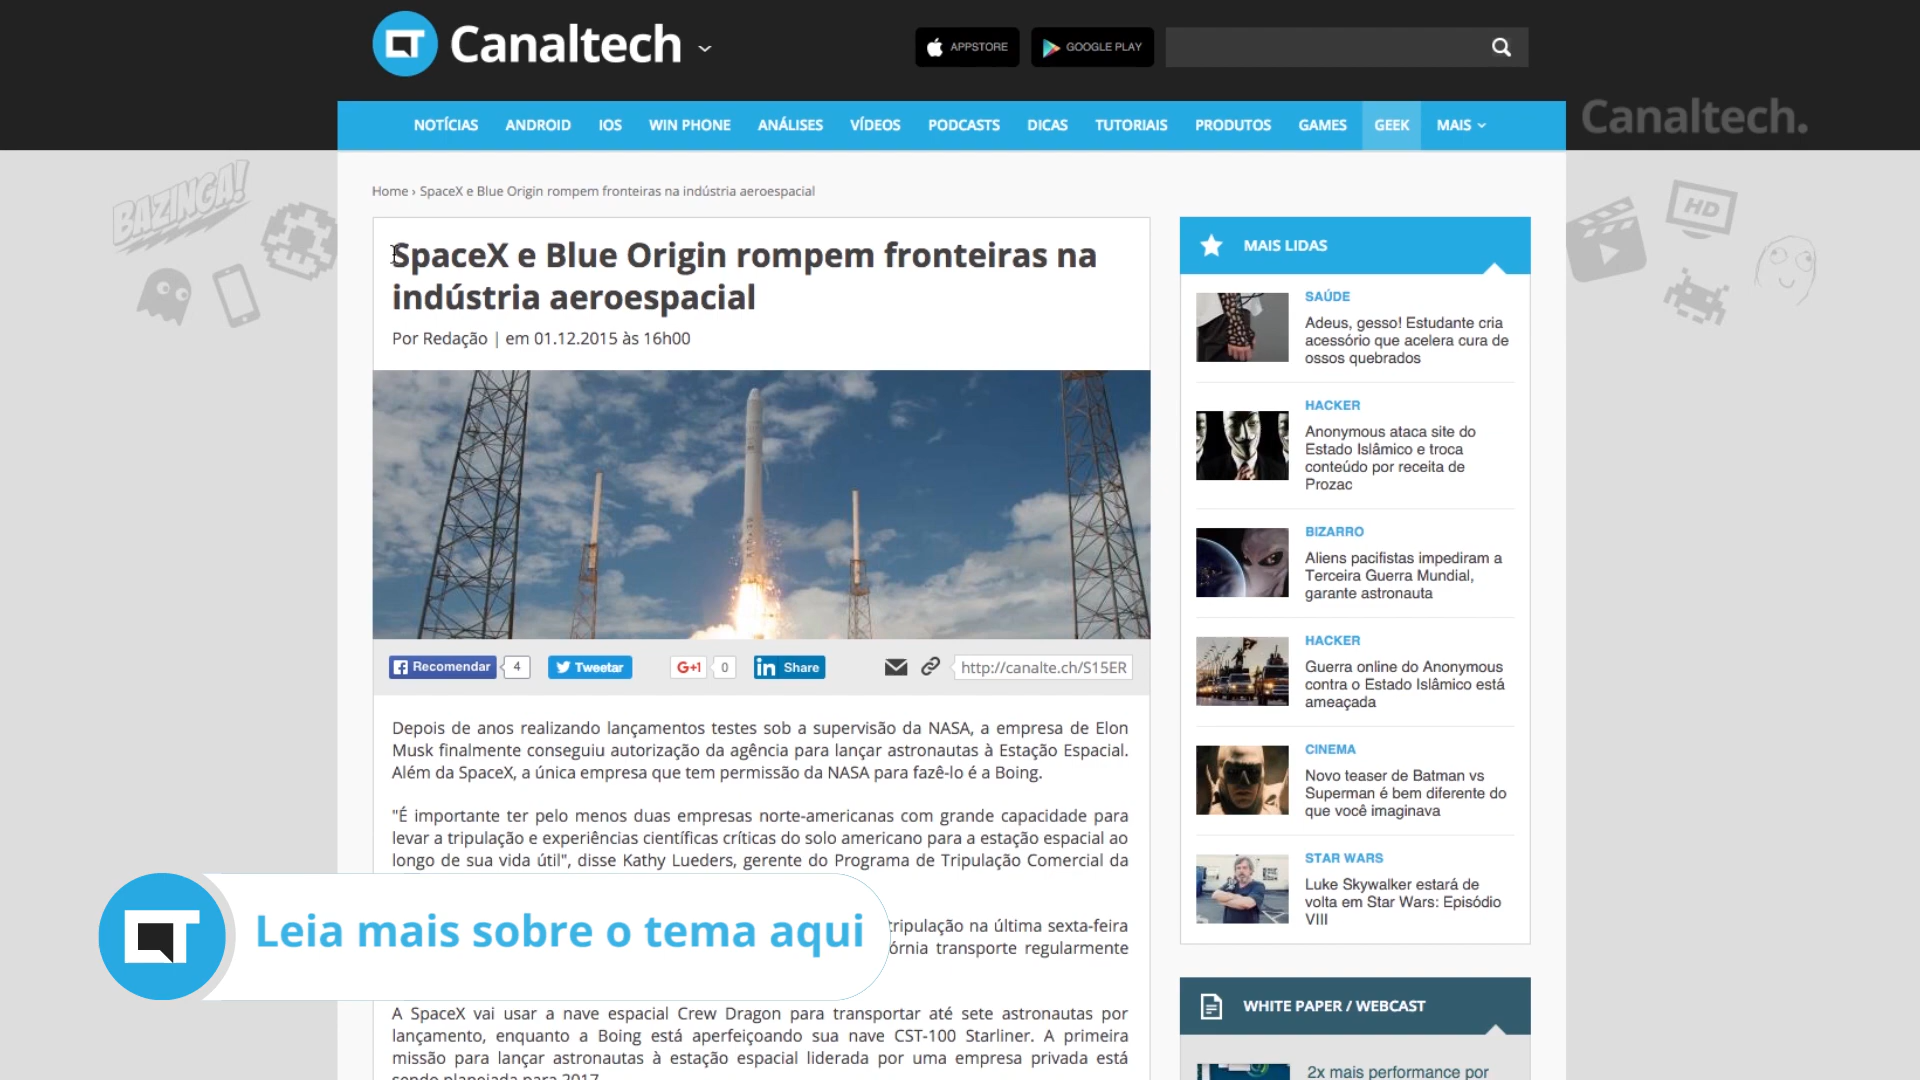 Canaltech
APPSTORE
GOOGLE PLAY
Canaltech.
NOTÍCIAS ANDROID IOS WIN PHONE ANÁLISES VÍDEOS PODCASTS DICAS TUTORIAIS PRODUTOS GAMES GEEK MAIS
BAZINGA!
HD
Home › SpaceX e Blue Origin rompem fronteiras na indústria aeroespacial
SpaceX e Blue Origin rompem fronteiras na
indústria aeroespacial
Por Redação | em 01.12.2015 às 16h00
Recomendar 4 Tweetar G+1 0 in Share http://canalte.ch/S15ER
Depois de anos realizando lançamentos testes sob a supervisão da NASA, a empresa de Elon
Musk finalmente conseguiu autorização da agência para lançar astronautas à Estação Espacial.
Além da SpaceX, a única empresa que tem permissão da NASA para fazê-lo é a Boing.
"É importante ter pelo menos duas empresas norte-americanas com grande capacidade para
levar a tripulação e experiências científicas críticas do solo americano para a estação espacial ao
longo de sua vida útil", disse Kathy Lueders, gerente do Programa de Tripulação Comercial da
tripulação na última sexta-feira
transporte regularmente
A SpaceX vai usar a nave espacial Crew Dragon para transportar até sete astronautas por
lançamento, enquanto a Boing está aperfeiçoando sua nave CST-100 Starliner. A primeira
missão para lançar astronautas à estação espacial liderada por uma empresa privada está
sendo planejada para 2017
Leia mais sobre o tema aqui
MAIS LIDAS
SAÚDE
Adeus, gesso! Estudante cria
acessório que acelera cura de
ossos quebrados
HACKER
Anonymous ataca site do
Estado Islâmico e troca
conteúdo por receita de
Prozac
BIZARRO
Aliens pacifistas impediram a
Terceira Guerra Mundial,
garante astronauta
HACKER
Guerra online do Anonymous
contra o Estado Islâmico está
ameaçada
CINEMA
Novo teaser de Batman vs
Superman é bem diferente do
que você imaginava
STAR WARS
Luke Skywalker estará de
volta em Star Wars: Episódio
VIII
WHITE PAPER / WEBCAST
2x mais performance por